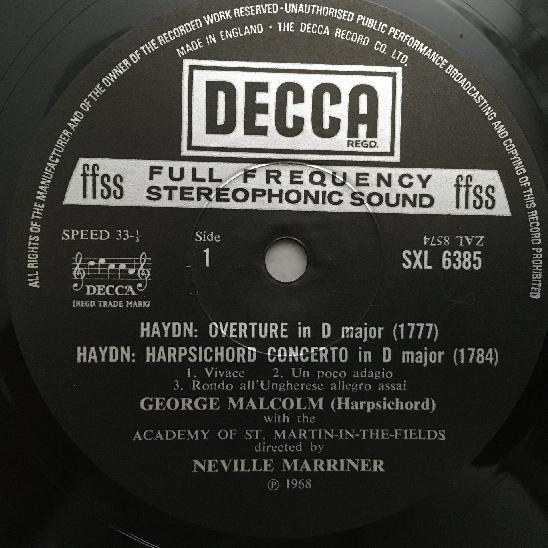 ALL RIGHTS OF THE MANUFACTURER AND OF THE OWNER OF THE RECORDED WORK RESERVED · UNAUTHORISED PUBLIC PERFORMANCE BROADCASTING AND COPYING OF THIS RECORD PROHIBITED
MADE IN ENGLAND · THE DECCA RECORD CO. LTD.
DECCA
REGD.
ffss FULL FREQUENCY ffss
STEREOPHONIC SOUND
SPEED 33-⅓ Side ZAL 8574
1 SXL 6385
DECCA
(REGD. TRADE MARK)
HAYDN: OVERTURE in D major (1777)
HAYDN: HARPSICHORD CONCERTO in D major (1784)
1. Vivace 2. Un poco adagio
3. Rondo all'Ungherese allegro assai
GEORGE MALCOLM (Harpsichord)
with the
ACADEMY OF ST. MARTIN-IN-THE-FIELDS
directed by
NEVILLE MARRINER
℗ 1968